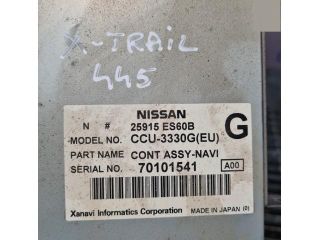 X-TRAIL
445
NISSAN
N # 25915 ES60B
G
MODEL NO. CCU-3330G(EU)
PART NAME CONT ASSY-NAVI
SERIAL NO. 70101541 A00
Xanavi Informatics Corporation MADE IN JAPAN (0)